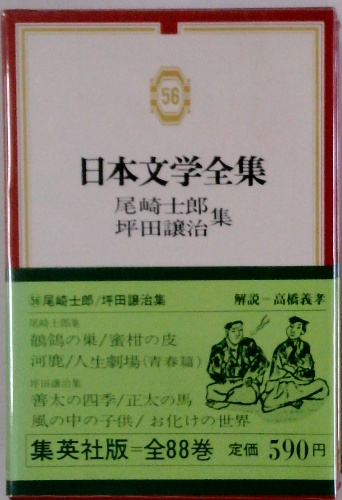 56
日本文学全集
尾崎士郎
坪田譲治
集
56尾崎士郎/坪田譲治集
解説=高橋義孝
尾崎士郎集
鶺鴒の巣/蜜柑の皮
河鹿/人生劇場(青春篇)
坪田譲治集
善太の四季/正太の馬
風の中の子供/お化けの世界
集英社版=全88巻
定価 590円